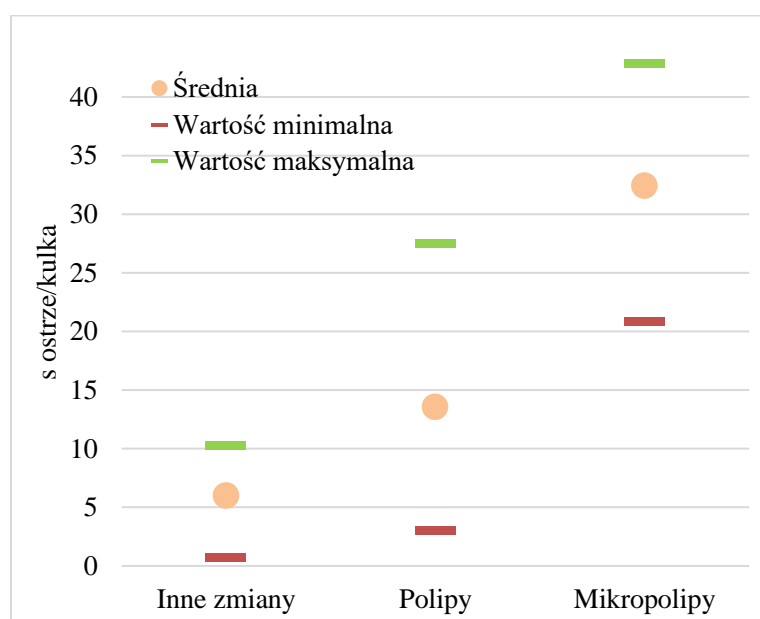 40
35
30
25
20
15
10
5
0
s ostrze/kulka
Średnia
Wartość minimalna
Wartość maksymalna
Inne zmiany Polipy Mikropolipy